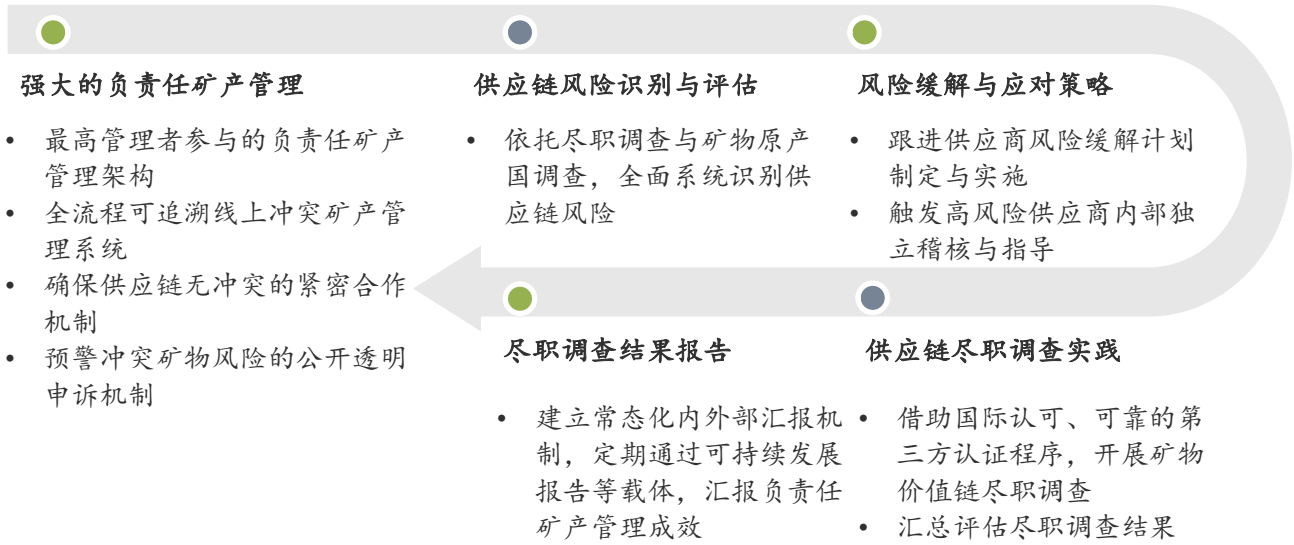 强大的负责任矿产管理
• 最高管理者参与的负责任矿产
管理架构
• 全流程可追溯线上冲突矿产管
理系统
• 确保供应链无冲突的紧密合作
机制
• 预警冲突矿物风险的公开透明
申诉机制
供应链风险识别与评估
• 依托尽职调查与矿物原产
国调查，全面系统识别供
应链风险
风险缓解与应对策略
• 跟进供应商风险缓解计划
制定与实施
• 触发高风险供应商内部独
立稽核与指导
供应链尽职调查实践
• 借助国际认可、可靠的第
三方认证程序，开展矿物
价值链尽职调查
• 汇总评估尽职调查结果
尽职调查结果报告
• 建立常态化内外部汇报机
制，定期通过可持续发展
报告等载体，汇报负责任
矿产管理成效